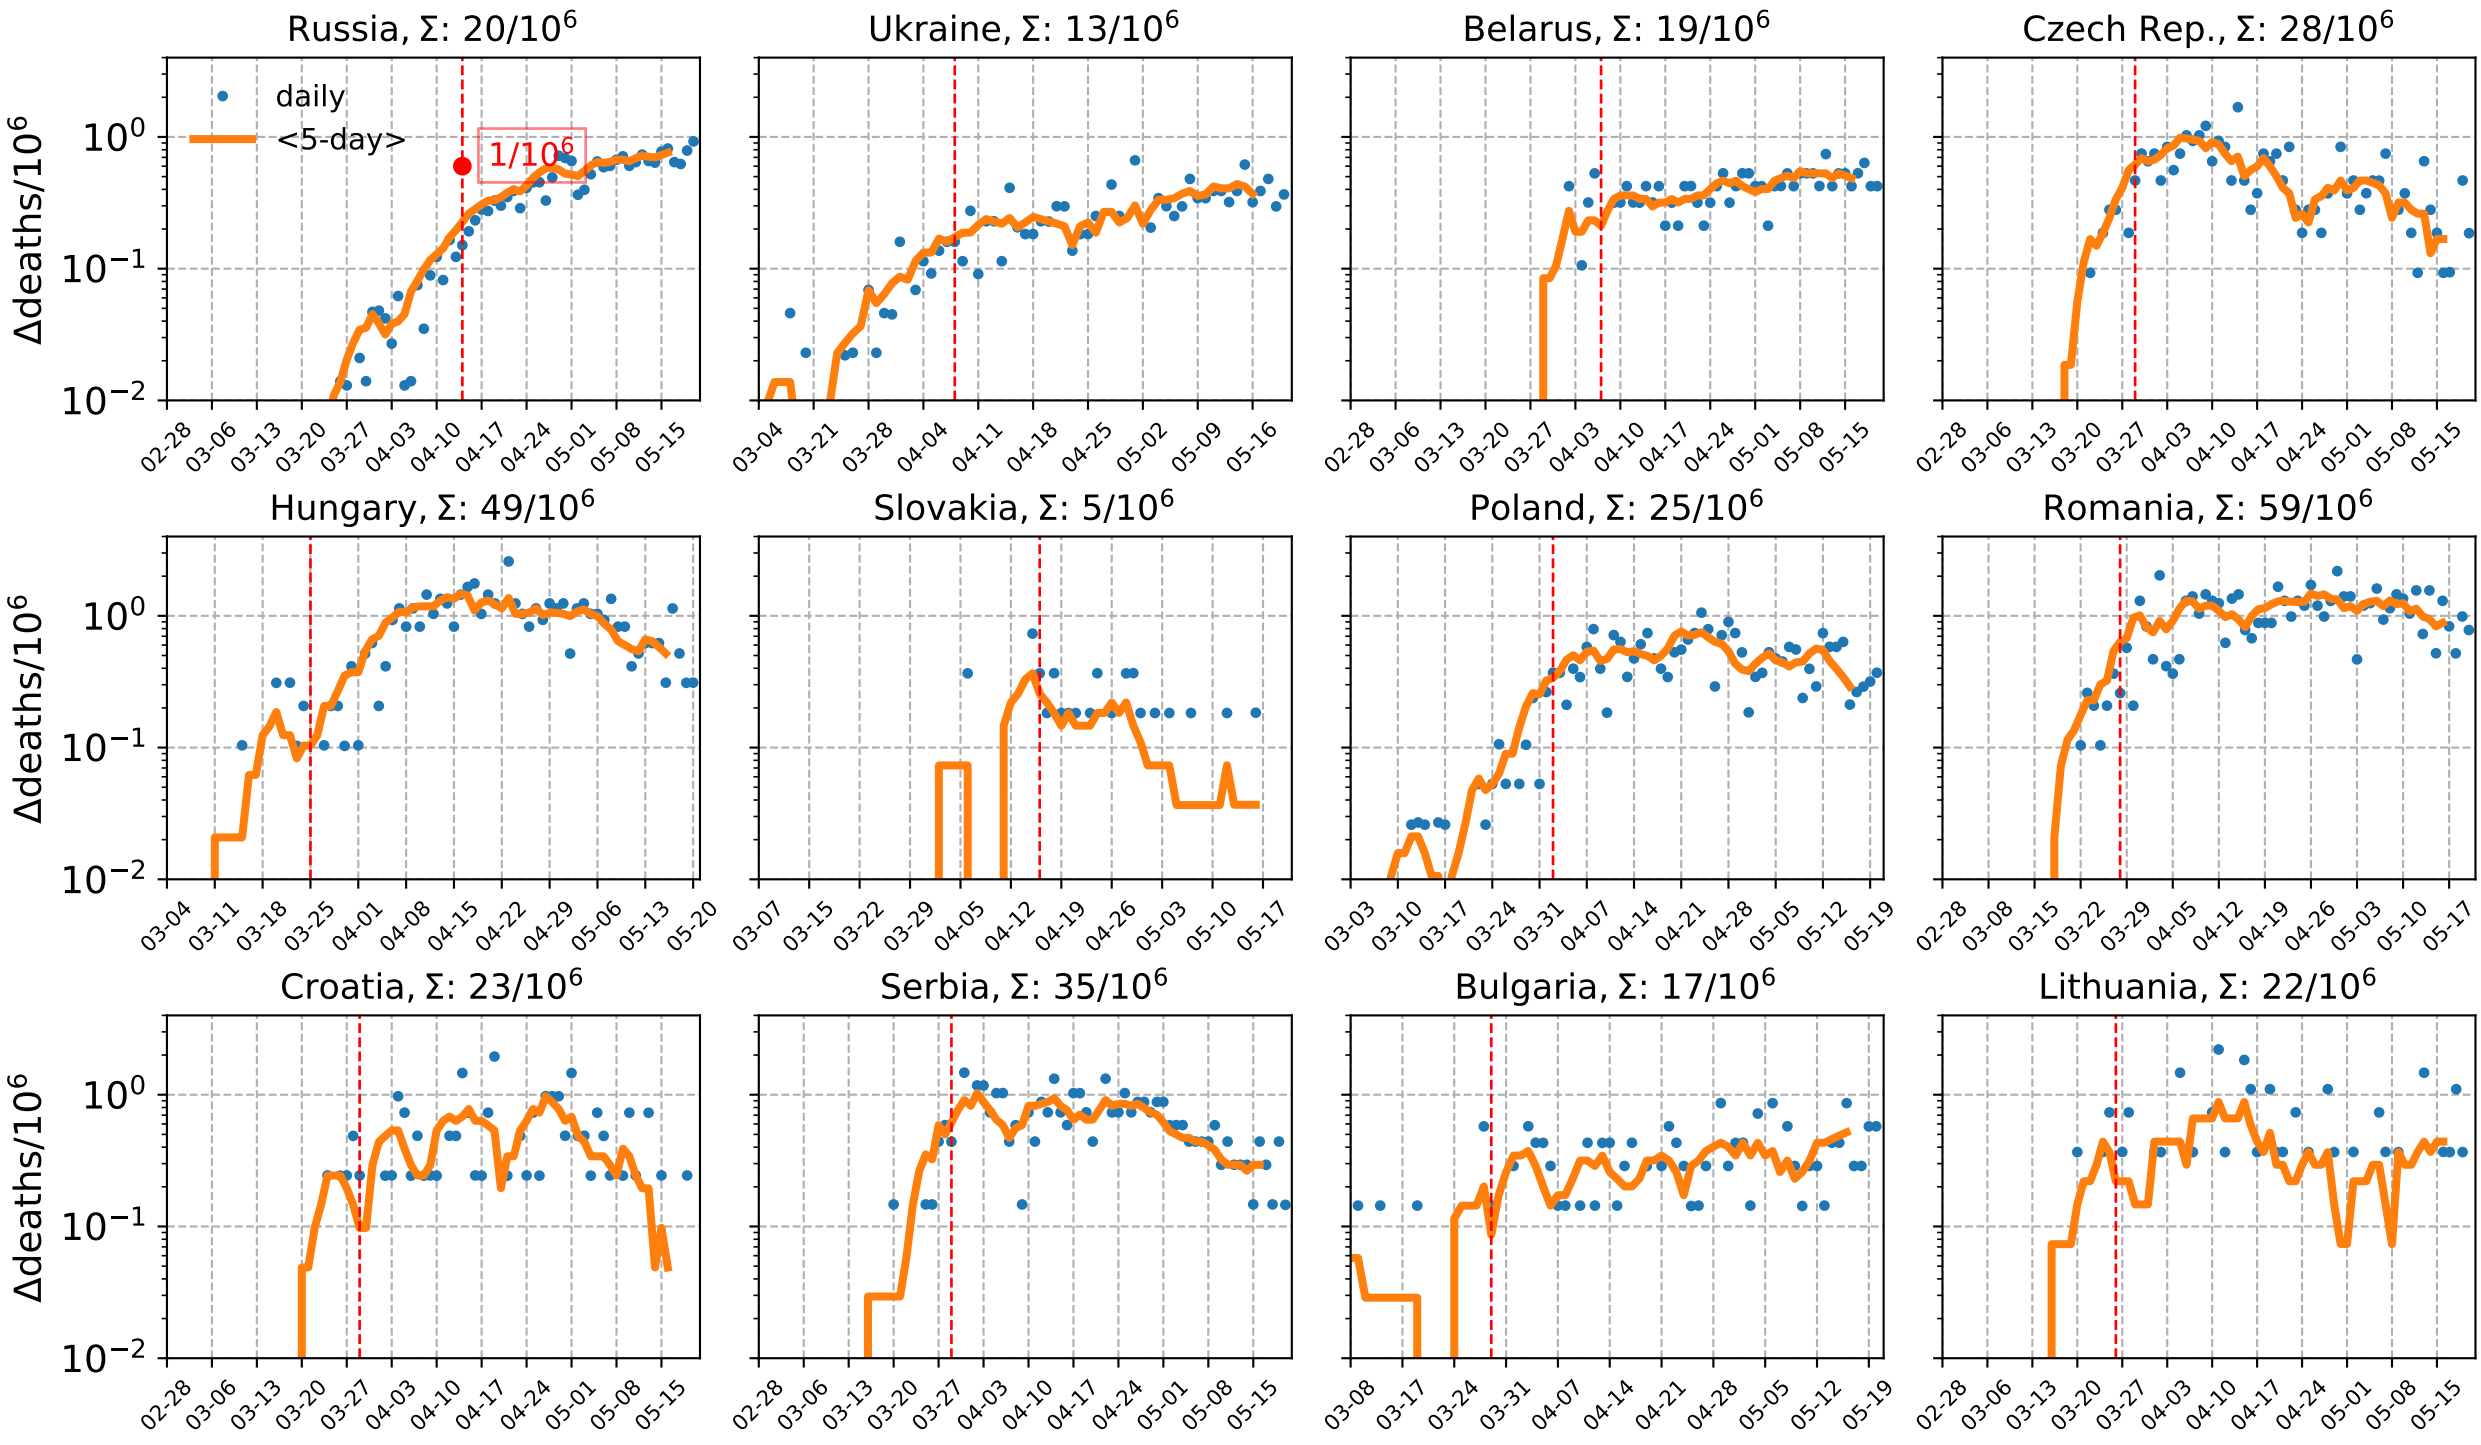 Russia, Σ: 20/10⁶
Ukraine, Σ: 13/10⁶
Belarus, Σ: 19/10⁶
Czech Rep., Σ: 28/10⁶
Δdeaths/10⁶
10⁰
10⁻¹
10⁻²
daily
<5-day>
1/10⁶
02-28 03-06 03-13 03-20 03-27 04-03 04-10 04-17 04-24 05-01 05-08 05-15
03-04 03-21 03-28 04-04 04-11 04-18 04-25 05-02 05-09 05-16
02-28 03-06 03-13 03-20 03-27 04-03 04-10 04-17 04-24 05-01 05-08 05-15
02-28 03-06 03-13 03-20 03-27 04-03 04-10 04-17 04-24 05-01 05-08 05-15
Hungary, Σ: 49/10⁶
Slovakia, Σ: 5/10⁶
Poland, Σ: 25/10⁶
Romania, Σ: 59/10⁶
Δdeaths/10⁶
10⁰
10⁻¹
10⁻²
03-04 03-11 03-18 03-25 04-01 04-08 04-15 04-22 04-29 05-06 05-13 05-20
03-07 03-15 03-22 03-29 04-05 04-12 04-19 04-26 05-03 05-10 05-17
03-03 03-10 03-17 03-24 03-31 04-07 04-14 04-21 04-28 05-05 05-12 05-19
02-28 03-08 03-15 03-22 03-29 04-05 04-12 04-19 04-26 05-03 05-10 05-17
Croatia, Σ: 23/10⁶
Serbia, Σ: 35/10⁶
Bulgaria, Σ: 17/10⁶
Lithuania, Σ: 22/10⁶
Δdeaths/10⁶
10⁰
10⁻¹
10⁻²
02-28 03-06 03-13 03-20 03-27 04-03 04-10 04-17 04-24 05-01 05-08 05-15
02-28 03-06 03-13 03-20 03-27 04-03 04-10 04-17 04-24 05-01 05-08 05-15
03-08 03-17 03-24 03-31 04-07 04-14 04-21 04-28 05-05 05-12 05-19
02-28 03-06 03-13 03-20 03-27 04-03 04-10 04-17 04-24 05-01 05-08 05-15